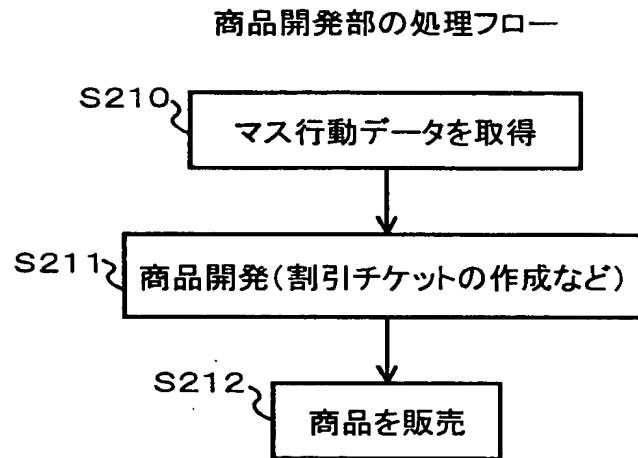 商品開発部の処理フロー
S210
マス行動データを取得
S211
商品開発(割引チケットの作成など)
S212
商品を販売